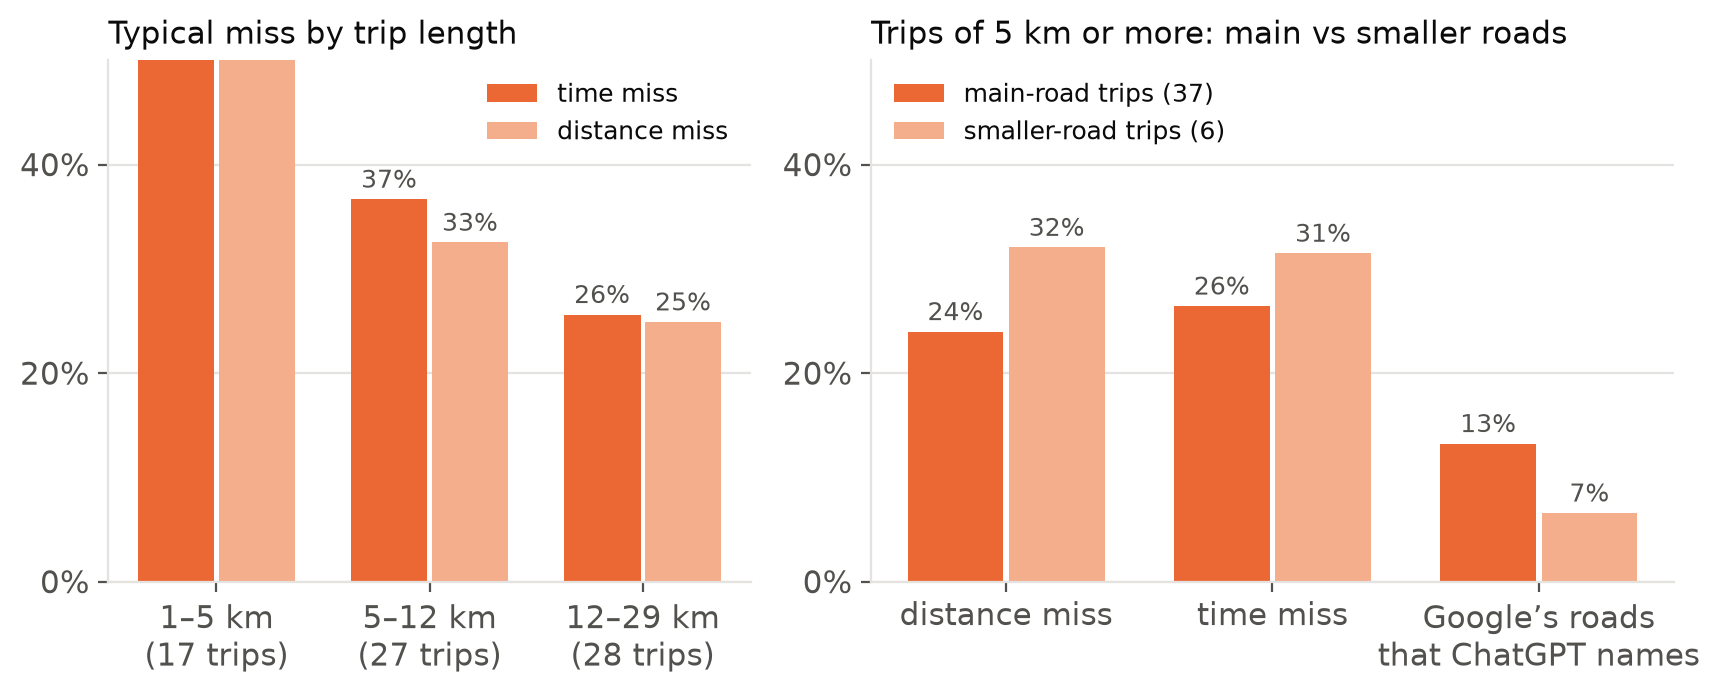 Typical miss by trip length
time miss
distance miss
40%
20%
0%
37%
33%
26%
25%
1–5 km
(17 trips)
5–12 km
(27 trips)
12–29 km
(28 trips)
Trips of 5 km or more: main vs smaller roads
main-road trips (37)
smaller-road trips (6)
40%
20%
0%
24%
32%
26%
31%
13%
7%
distance miss
time miss
Google’s roads
that ChatGPT names